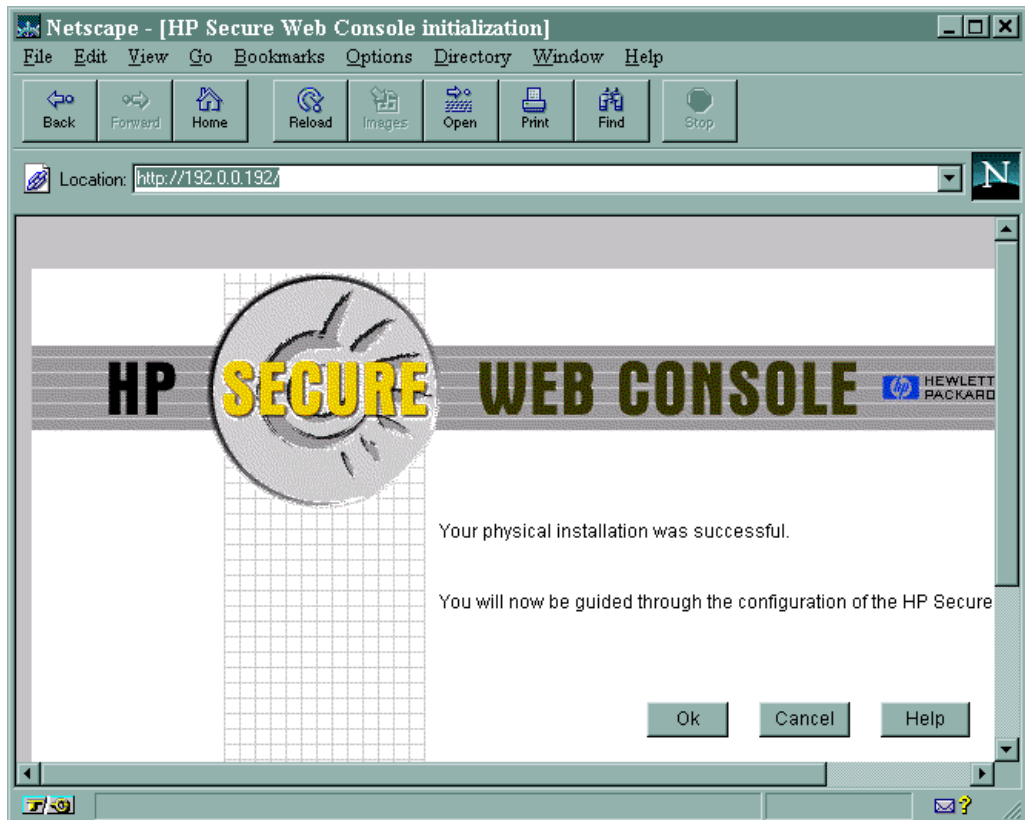 Netscape - [HP Secure Web Console initialization]
File Edit View Go Bookmarks Options Directory Window Help
Back Forward Home Reload Images Open Print Find Stop
Location: http://192.0.0.192/
N
HP SECURE WEB CONSOLE hp HEWLETT
PACKARD
Your physical installation was successful.
You will now be guided through the configuration of the HP Secure
Ok Cancel Help